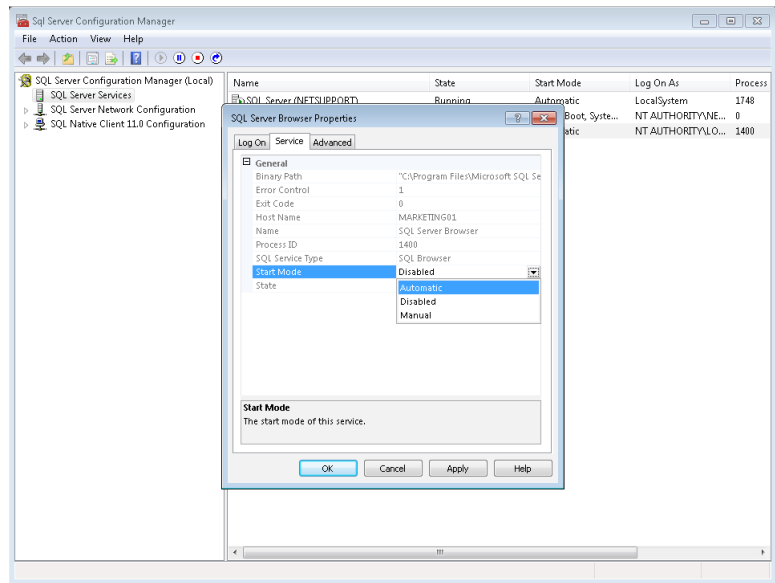 Sql Server Configuration Manager
File Action View Help
SQL Server Configuration Manager (Local)
SQL Server Services
SQL Server Network Configuration
SQL Native Client 11.0 Configuration
Name State Start Mode Log On As Process
SQL Server (NETSUPPORT) Running Automatic LocalSystem 1748
Boot, Syste... NT AUTHORITY\NE... 0
atic NT AUTHORITY\LO... 1400
SQL Server Browser Properties
Log On Service Advanced
General
Binary Path "C:\Program Files\Microsoft SQL Se
Error Control 1
Exit Code 0
Host Name MARKETING01
Name SQL Server Browser
Process ID 1400
SQL Service Type SQL Browser
Start Mode Disabled
State
Automatic
Disabled
Manual
Start Mode
The start mode of this service.
OK Cancel Apply Help